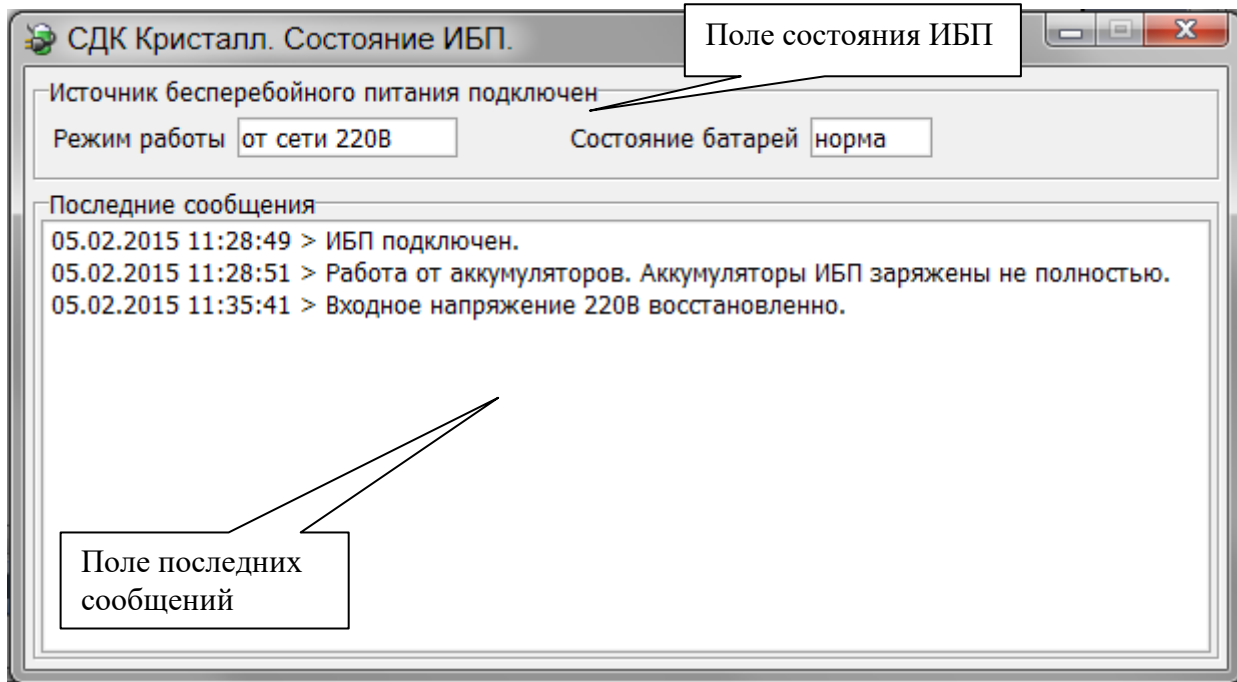 СДК Кристалл. Состояние ИБП.
Поле состояния ИБП
Источник бесперебойного питания подключен
Режим работы от сети 220В Состояние батарей норма
Последние сообщения
05.02.2015 11:28:49 > ИБП подключен.
05.02.2015 11:28:51 > Работа от аккумуляторов. Аккумуляторы ИБП заряжены не полностью.
05.02.2015 11:35:41 > Входное напряжение 220В восстановленно.
Поле последних
сообщений